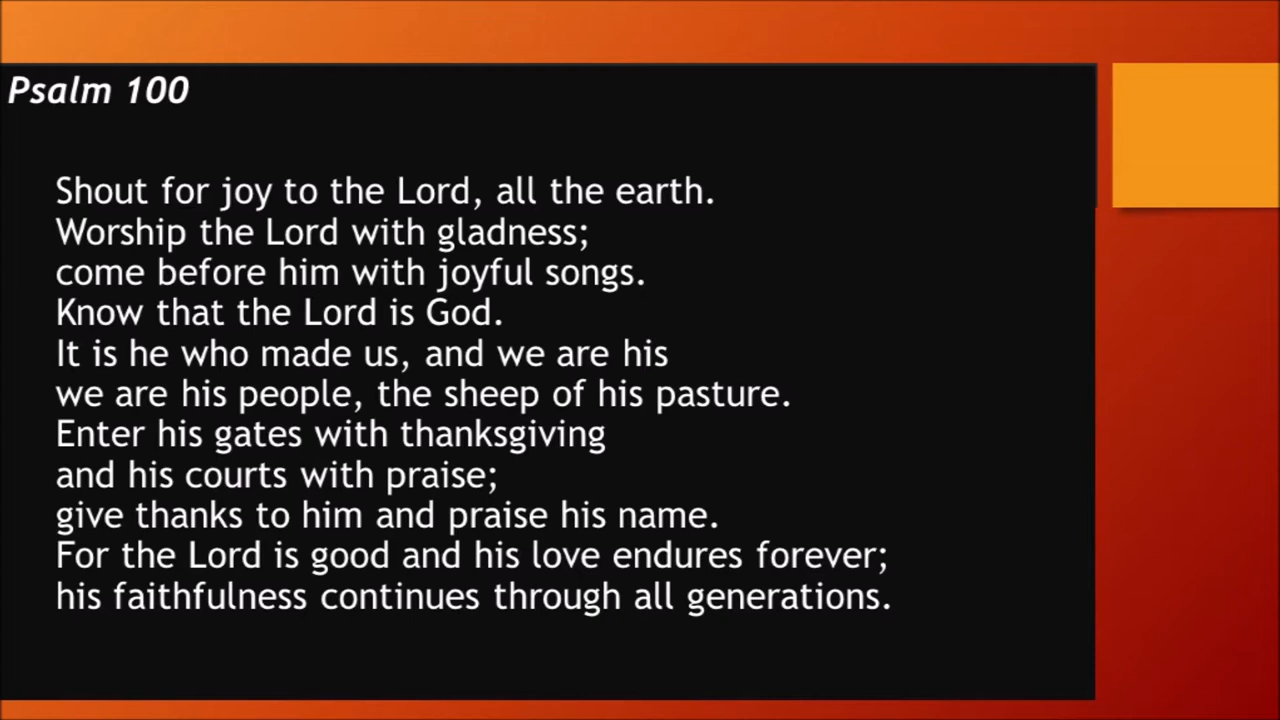 Psalm 100
Shout for joy to the Lord, all the earth.
Worship the Lord with gladness;
come before him with joyful songs.
Know that the Lord is God.
It is he who made us, and we are his
we are his people, the sheep of his pasture.
Enter his gates with thanksgiving
and his courts with praise;
give thanks to him and praise his name.
For the Lord is good and his love endures forever;
his faithfulness continues through all generations.